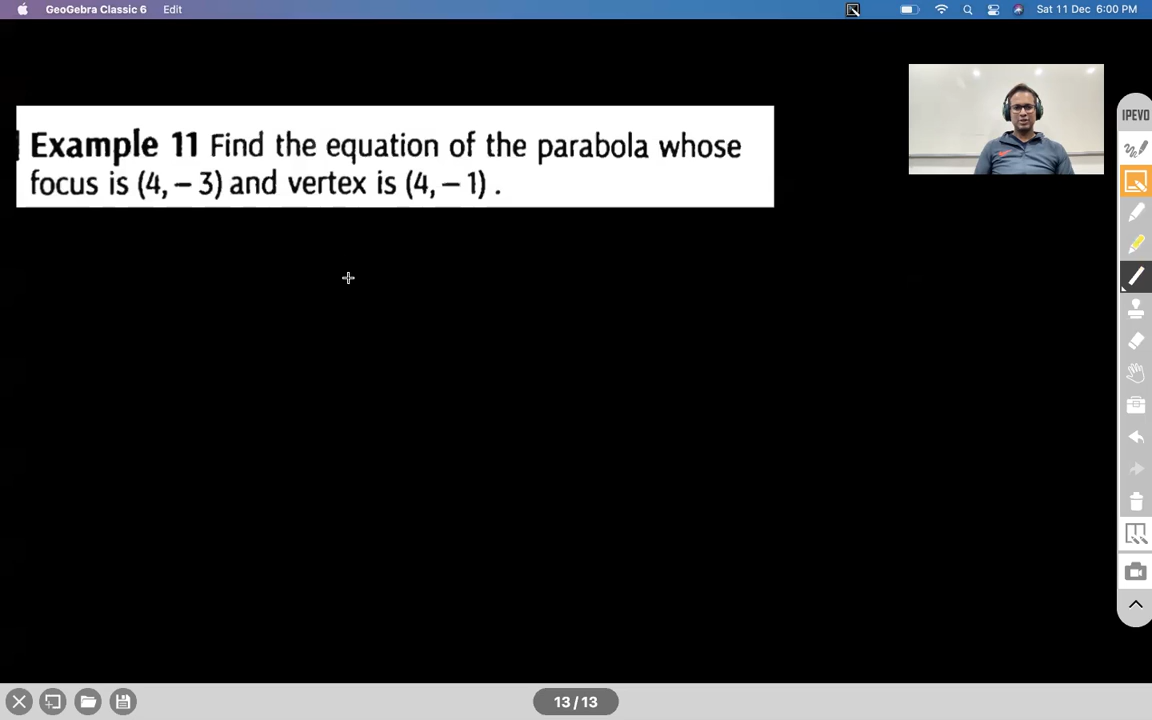 GeoGebra Classic 6 Edit Sat 11 Dec 6:00 PM
IPEVO
Example 11 Find the equation of the parabola whose
focus is (4, – 3) and vertex is (4, – 1) .
13 / 13